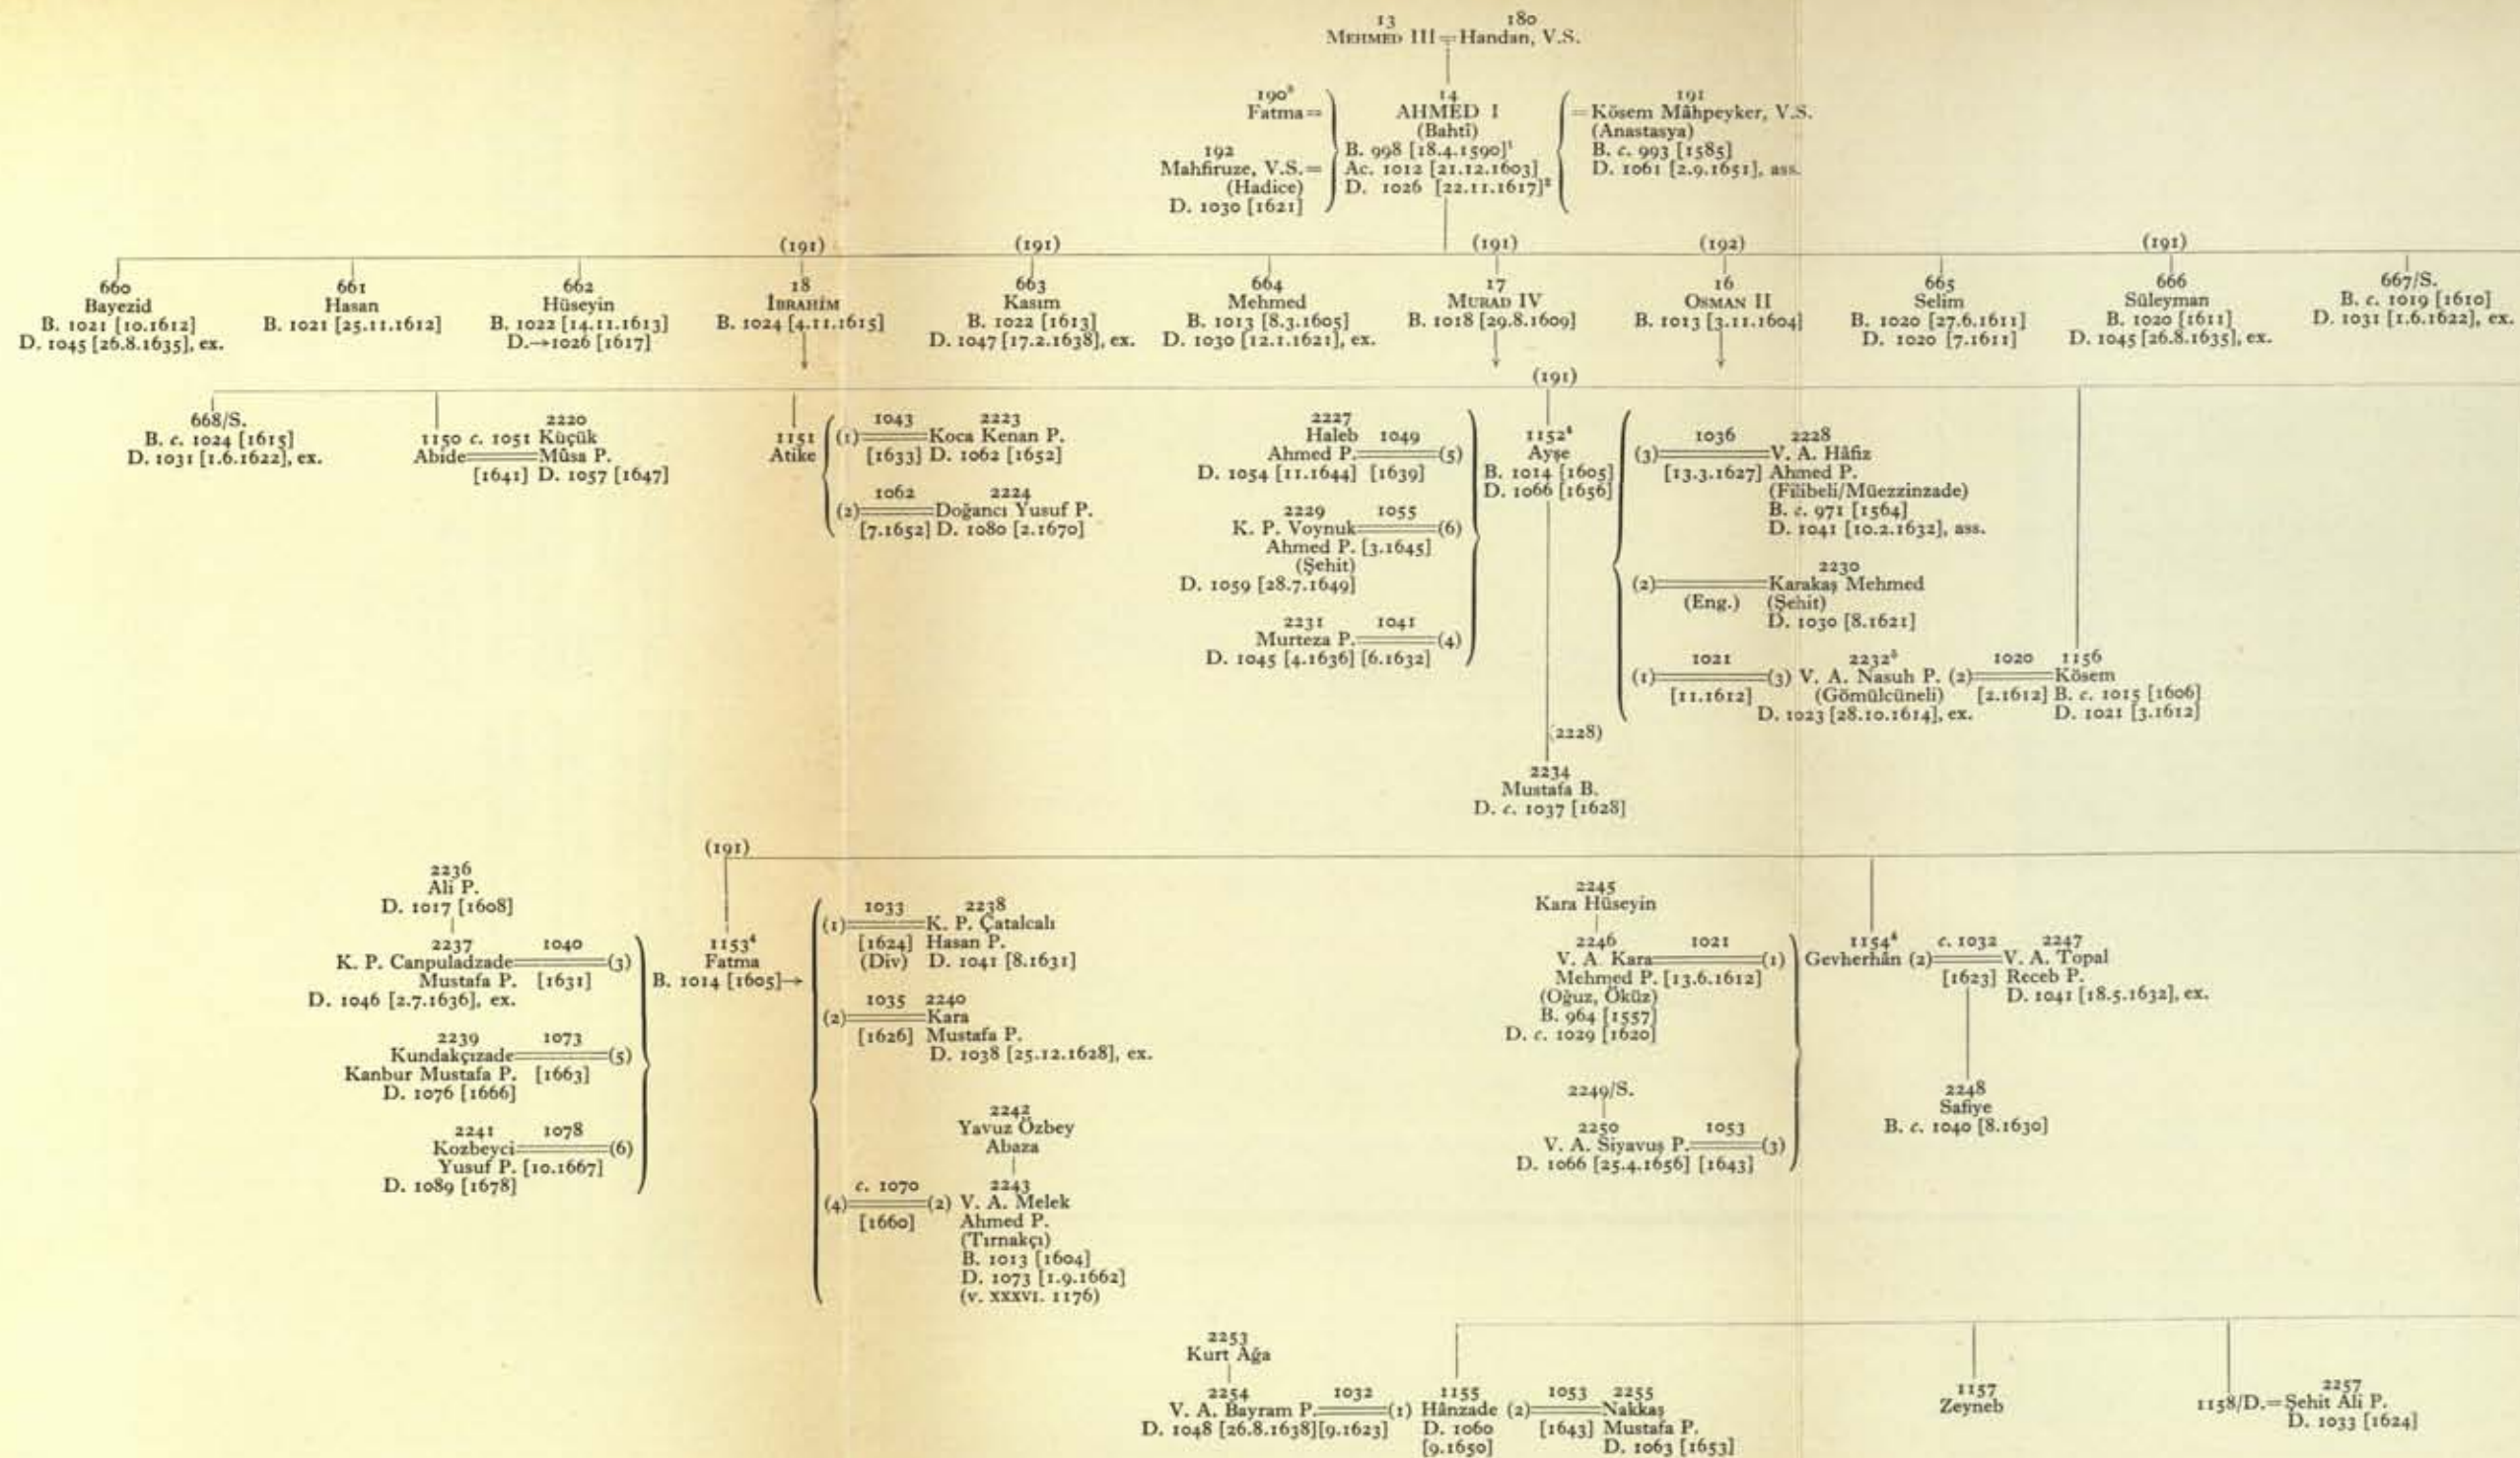 13 180
MEHMED III = Handan, V.S.
190³
Fatma =
192
Mahfiruze, V.S. =
(Hadice)
D. 1030 [1621]
14
AHMED I
(Bahtî)
B. 998 [18.4.1590]¹
Ac. 1012 [21.12.1603]
D. 1026 [22.11.1617]²
191
= Kösem Mâhpeyker, V.S.
(Anastasya)
B. c. 993 [1585]
D. 1061 [2.9.1651], ass.
(191) (191) (191) (192) (191)
660
Bayezid
B. 1021 [10.1612]
D. 1045 [26.8.1635], ex.
661
Hasan
B. 1021 [25.11.1612]
662
Hüseyin
B. 1022 [14.11.1613]
D.→1026 [1617]
18
İBRAHİM
B. 1024 [4.11.1615]
663
Kasım
B. 1022 [1613]
D. 1047 [17.2.1638], ex.
664
Mehmed
B. 1013 [8.3.1605]
D. 1030 [12.1.1621], ex.
17
MURAD IV
B. 1018 [29.8.1609]
16
OSMAN II
B. 1013 [3.11.1604]
665
Selim
B. 1020 [27.6.1611]
D. 1020 [7.1611]
666
Süleyman
B. 1020 [1611]
D. 1045 [26.8.1635], ex.
667/S.
B. c. 1019 [1610]
D. 1031 [1.6.1622], ex.
668/S.
B. c. 1024 [1615]
D. 1031 [1.6.1622], ex.
2220
1150 c. 1051 Küçük
Abide = Mûsa P.
[1641] D. 1057 [1647]
1151
Atike
1043 2223
(1) = Koca Kenan P.
[1633] D. 1062 [1652]
1062 2224
(2) = Doğancı Yusuf P.
[7.1652] D. 1080 [2.1670]
2227
Haleb 1049
Ahmed P. = (5)
D. 1054 [11.1644] [1639]
2229 1055
K. P. Voynuk = (6)
Ahmed P. [3.1645]
(Şehit)
D. 1059 [28.7.1649]
2231 1041
Murteza P. = (4)
D. 1045 [4.1636] [6.1632]
(191)
1152⁴
Ayşe
B. 1014 [1605]
D. 1066 [1656]
1036 2228
(3) = V. A. Hâfiz
[13.3.1627] Ahmed P.
(Filibeli/Müezzinzade)
B. c. 971 [1564]
D. 1041 [10.2.1632], ass.
2230
(2) = Karakaş Mehmed
(Eng.) (Şehit)
D. 1030 [8.1621]
1021 2232⁵ 1020 1156
(1) = (3) V. A. Nasuh P. (2) = Kösem
[11.1612] (Gömülcüneli) [2.1612] B. c. 1015 [1606]
D. 1023 [28.10.1614], ex. D. 1021 [3.1612]
(2228)
2234
Mustafa B.
D. c. 1037 [1628]
(191)
2236
Ali P.
D. 1017 [1608]
2237 1040
K. P. Canpuladzade = (3)
Mustafa P. [1631]
D. 1046 [2.7.1636], ex.
2239 1073
Kundakçızade = (5)
Kanbur Mustafa P. [1663]
D. 1076 [1666]
2241 1078
Kozbeyci = (6)
Yusuf P. [10.1667]
D. 1089 [1678]
1153⁴
Fatma
B. 1014 [1605]→
1033 2238
(1) = K. P. Çatalcalı
[1624] Hasan P.
(Div) D. 1041 [8.1631]
1035 2240
(2) = Kara
[1626] Mustafa P.
D. 1038 [25.12.1628], ex.
2242
Yavuz Özbey
Abaza
c. 1070 2243
(4) = (2) V. A. Melek
[1660] Ahmed P.
(Tırnakçı)
B. 1013 [1604]
D. 1073 [1.9.1662]
(v. XXXVI. 1176)
2245
Kara Hüseyin
2246 1021
V. A. Kara = (1)
Mehmed P. [13.6.1612]
(Oğuz, Öküz)
B. 964 [1557]
D. c. 1029 [1620]
2249/S.
2250 1053
V. A. Siyavuş P. = (3)
D. 1066 [25.4.1656] [1643]
1154⁴ c. 1032 2247
Gevherhân (2) = V. A. Topal
[1623] Receb P.
D. 1041 [18.5.1632], ex.
2248
Safiye
B. c. 1040 [8.1630]
2253
Kurt Ağa
2254 1032 1155 1053 2255
V. A. Bayram P. = (1) Hânzade (2) = Nakkaş
D. 1048 [26.8.1638] [9.1623] D. 1060 [1643] Mustafa P.
[9.1650] D. 1063 [1653]
1157
Zeyneb
2257
1158/D. = Şehit Ali P.
D. 1033 [1624]